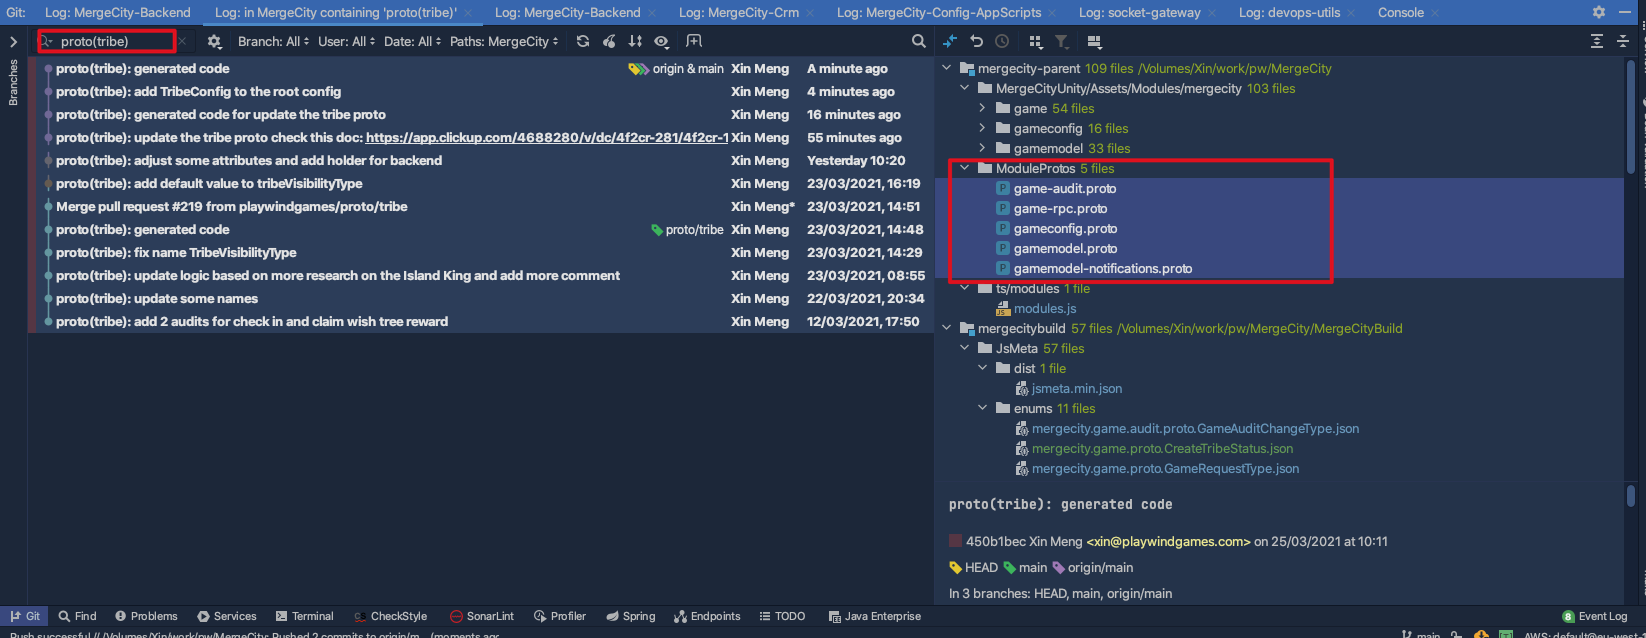 Git: Log: MergeCity-Backend Log: in MergeCity containing 'proto(tribe)' Log: MergeCity-Backend Log: MergeCity-Crm Log: MergeCity-Config-AppScripts Log: socket-gateway Log: devops-utils Console
proto(tribe) Branch: All User: All Date: All Paths: MergeCity
Branches
proto(tribe): generated code origin & main Xin Meng A minute ago
proto(tribe): add TribeConfig to the root config Xin Meng 4 minutes ago
proto(tribe): generated code for update the tribe proto Xin Meng 16 minutes ago
proto(tribe): update the tribe proto check this doc: https://app.clickup.com/4688280/v/dc/4f2cr-281/4f2cr-1 Xin Meng 55 minutes ago
proto(tribe): adjust some attributes and add holder for backend Xin Meng Yesterday 10:20
proto(tribe): add default value to tribeVisibilityType Xin Meng 23/03/2021, 16:19
Merge pull request #219 from playwindgames/proto/tribe Xin Meng* 23/03/2021, 14:51
proto(tribe): generated code proto/tribe Xin Meng 23/03/2021, 14:48
proto(tribe): fix name TribeVisibilityType Xin Meng 23/03/2021, 14:29
proto(tribe): update logic based on more research on the Island King and add more comment Xin Meng 23/03/2021, 08:55
proto(tribe): update some names Xin Meng 22/03/2021, 20:34
proto(tribe): add 2 audits for check in and claim wish tree reward Xin Meng 12/03/2021, 17:50
mergecity-parent 109 files /Volumes/Xin/work/pw/MergeCity
MergeCityUnity/Assets/Modules/mergecity 103 files
game 54 files
gameconfig 16 files
gamemodel 33 files
ModuleProtos 5 files
game-audit.proto
game-rpc.proto
gameconfig.proto
gamemodel.proto
gamemodel-notifications.proto
ts/modules 1 file
modules.js
mergecitybuild 57 files /Volumes/Xin/work/pw/MergeCity/MergeCityBuild
JsMeta 57 files
dist 1 file
jsmeta.min.json
enums 11 files
mergecity.game.audit.proto.GameAuditChangeType.json
mergecity.game.proto.CreateTribeStatus.json
mergecity.game.proto.GameRequestType.json
proto(tribe): generated code
450b1bec Xin Meng <xin@playwindgames.com> on 25/03/2021 at 10:11
HEAD main origin/main
In 3 branches: HEAD, main, origin/main
Git Find Problems Services Terminal CheckStyle SonarLint Profiler Spring Endpoints TODO Java Enterprise 8 Event Log
Push successful // /Volumes/Xin/work/pw/MergeCity: Pushed 2 commits to origin/m... (moments ago main AWS: default@eu-west-